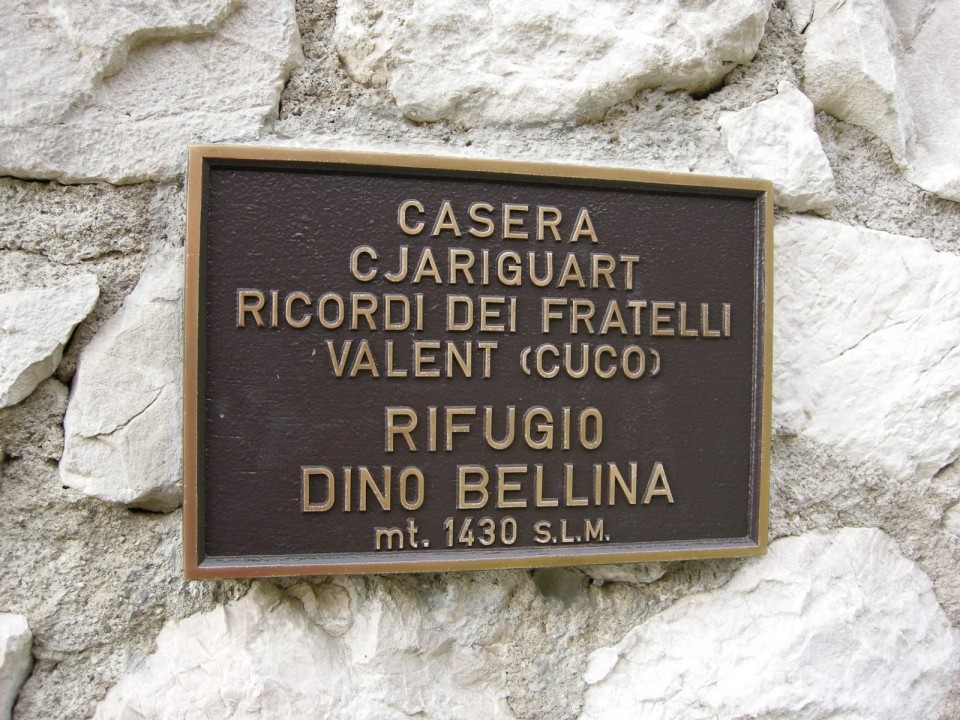 CASERA
CJARIGUART
RICORDI DEI FRATELLI
VALENT (CUCO)
RIFUGIO
DINO BELLINA
mt. 1430 S.L.M.